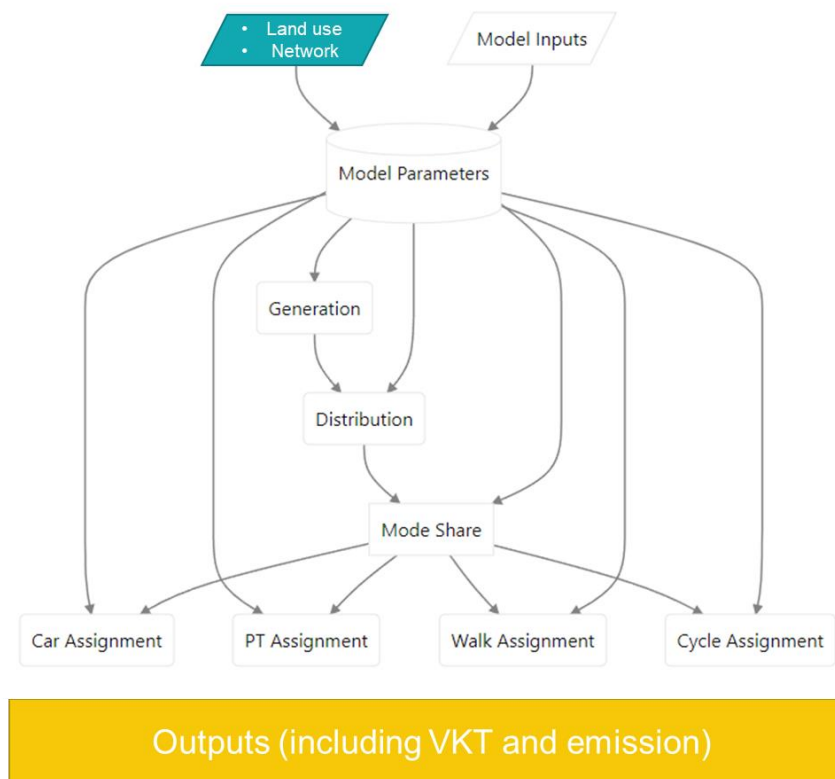 • Land use
• Network
Model Inputs
Model Parameters
Generation
Distribution
Mode Share
Car Assignment
PT Assignment
Walk Assignment
Cycle Assignment
Outputs (including VKT and emission)